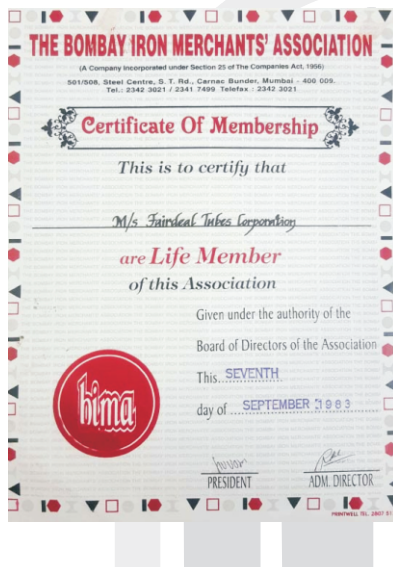 THE BOMBAY IRON MERCHANTS' ASSOCIATION
(A Company Incorporated under Section 25 of The Companies Act, 1956)
501/508, Steel Centre, S. T. Rd., Carnac Bunder, Mumbai - 400 009.
Tel.: 2342 3021 / 2341 7499 Telefax : 2342 3021
Certificate Of Membership
This is to certify that
M/s Fairdeal Tubes Corporation
are Life Member
of this Association
Given under the authority of the
Board of Directors of the Association
This..SEVENTH
day of ....SEPTEMBER 1983
bima
PRESIDENT
ADM. DIRECTOR
PRINTWELL TEL.